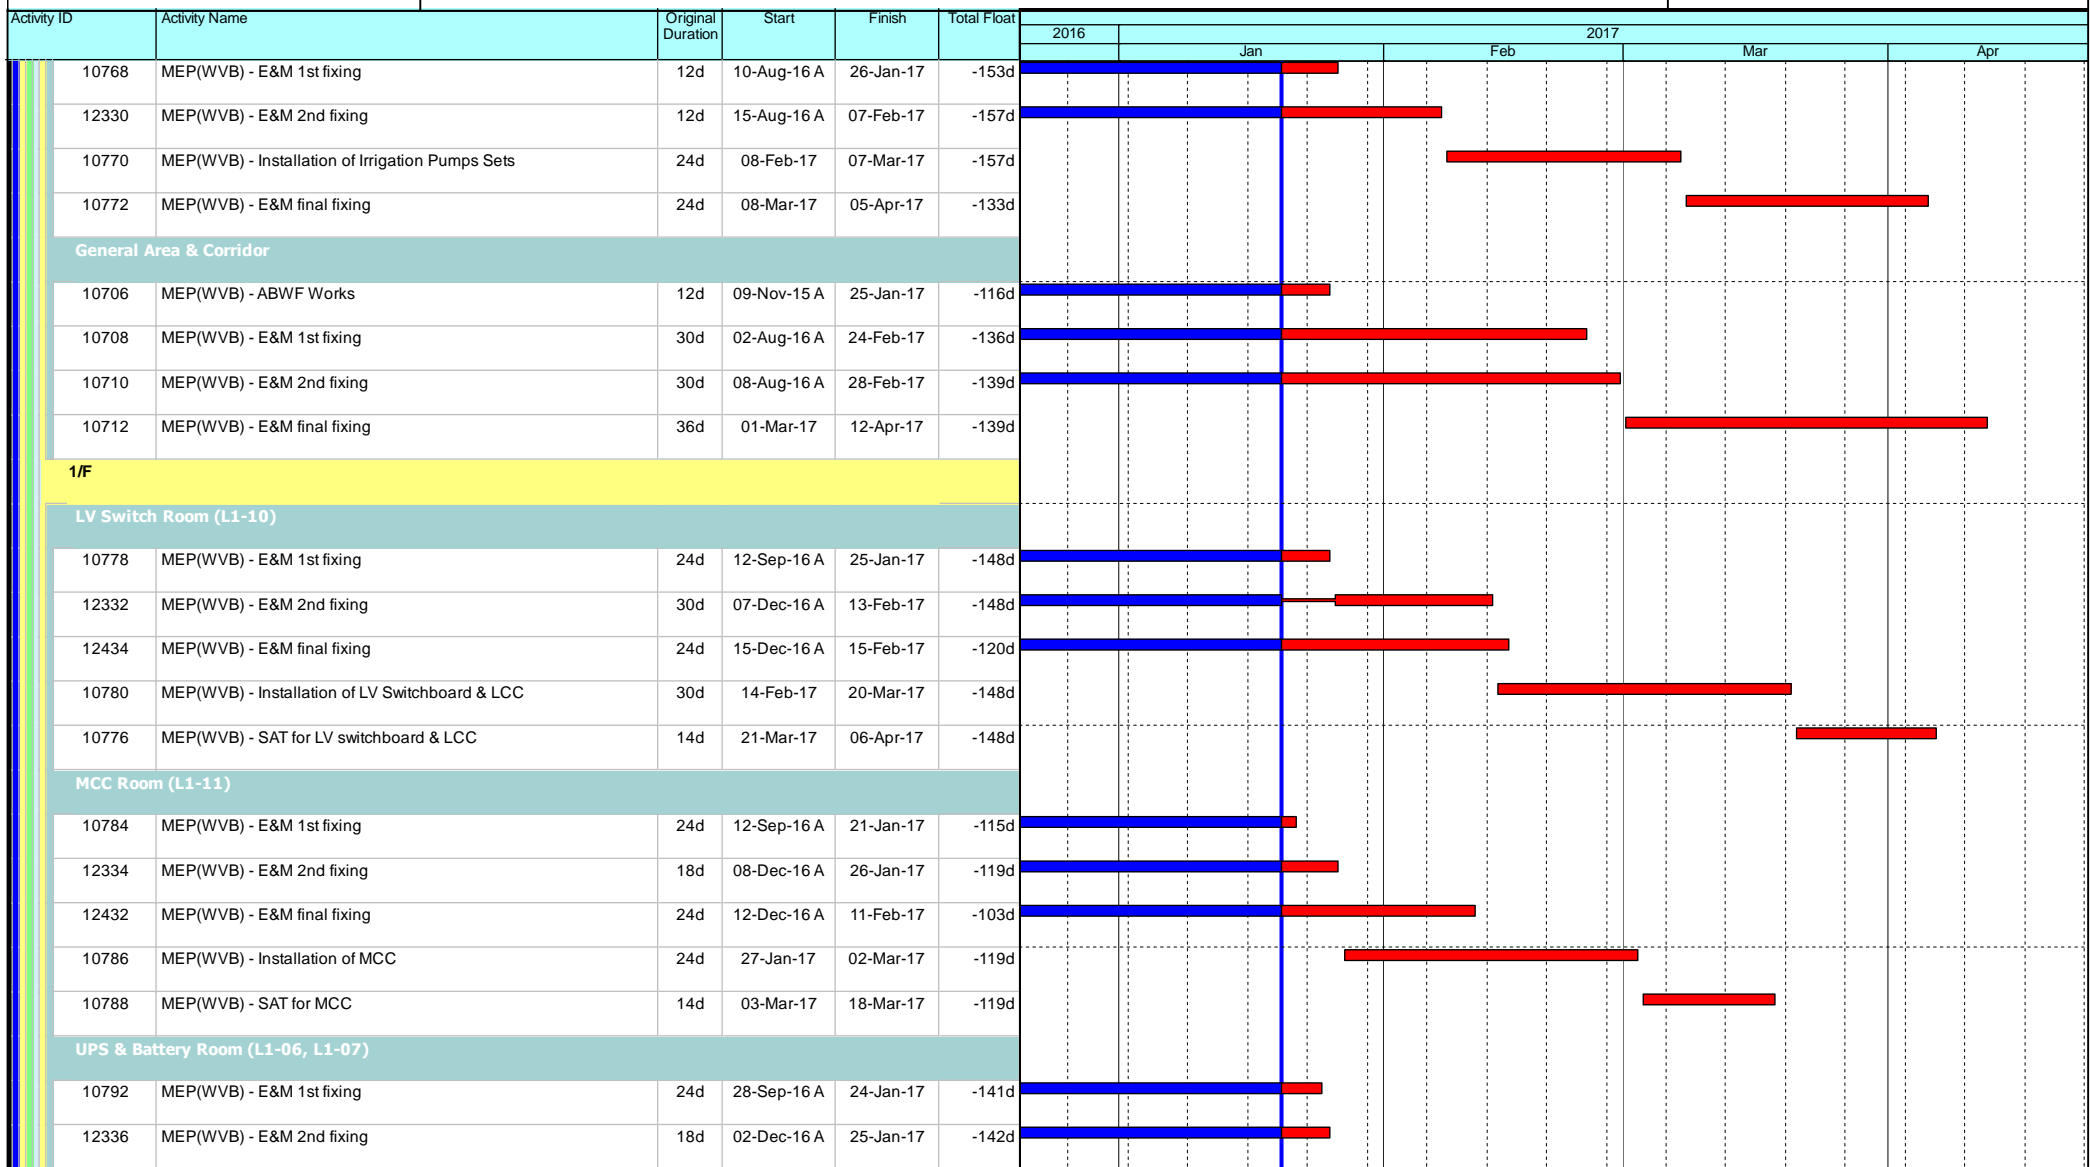 Activity ID Activity Name Original Duration Start Finish Total Float 2016 2017
Jan Feb Mar Apr
10768 MEP(WVB) - E&M 1st fixing 12d 10-Aug-16 A 26-Jan-17 -153d
12330 MEP(WVB) - E&M 2nd fixing 12d 15-Aug-16 A 07-Feb-17 -157d
10770 MEP(WVB) - Installation of Irrigation Pumps Sets 24d 08-Feb-17 07-Mar-17 -157d
10772 MEP(WVB) - E&M final fixing 24d 08-Mar-17 05-Apr-17 -133d
General Area & Corridor
10706 MEP(WVB) - ABWF Works 12d 09-Nov-15 A 25-Jan-17 -116d
10708 MEP(WVB) - E&M 1st fixing 30d 02-Aug-16 A 24-Feb-17 -136d
10710 MEP(WVB) - E&M 2nd fixing 30d 08-Aug-16 A 28-Feb-17 -139d
10712 MEP(WVB) - E&M final fixing 36d 01-Mar-17 12-Apr-17 -139d
1/F
LV Switch Room (L1-10)
10778 MEP(WVB) - E&M 1st fixing 24d 12-Sep-16 A 25-Jan-17 -148d
12332 MEP(WVB) - E&M 2nd fixing 30d 07-Dec-16 A 13-Feb-17 -148d
12434 MEP(WVB) - E&M final fixing 24d 15-Dec-16 A 15-Feb-17 -120d
10780 MEP(WVB) - Installation of LV Switchboard & LCC 30d 14-Feb-17 20-Mar-17 -148d
10776 MEP(WVB) - SAT for LV switchboard & LCC 14d 21-Mar-17 06-Apr-17 -148d
MCC Room (L1-11)
10784 MEP(WVB) - E&M 1st fixing 24d 12-Sep-16 A 21-Jan-17 -115d
12334 MEP(WVB) - E&M 2nd fixing 18d 08-Dec-16 A 26-Jan-17 -119d
12432 MEP(WVB) - E&M final fixing 24d 12-Dec-16 A 11-Feb-17 -103d
10786 MEP(WVB) - Installation of MCC 24d 27-Jan-17 02-Mar-17 -119d
10788 MEP(WVB) - SAT for MCC 14d 03-Mar-17 18-Mar-17 -119d
UPS & Battery Room (L1-06, L1-07)
10792 MEP(WVB) - E&M 1st fixing 24d 28-Sep-16 A 24-Jan-17 -141d
12336 MEP(WVB) - E&M 2nd fixing 18d 02-Dec-16 A 25-Jan-17 -142d